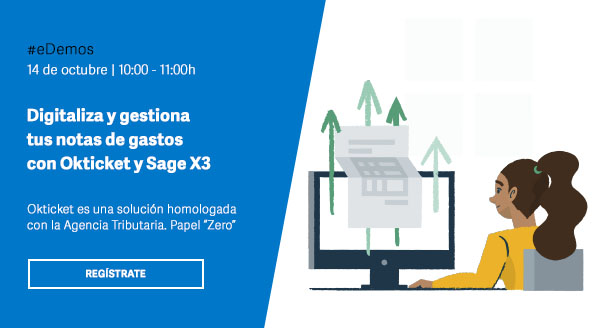 #eDemos
14 de octubre | 10:00 - 11:00h
Digitaliza y gestiona
tus notas de gastos
con Okticket y Sage X3
Okticket es una solución homologada
con la Agencia Tributaria. Papel “Zero”
REGÍSTRATE